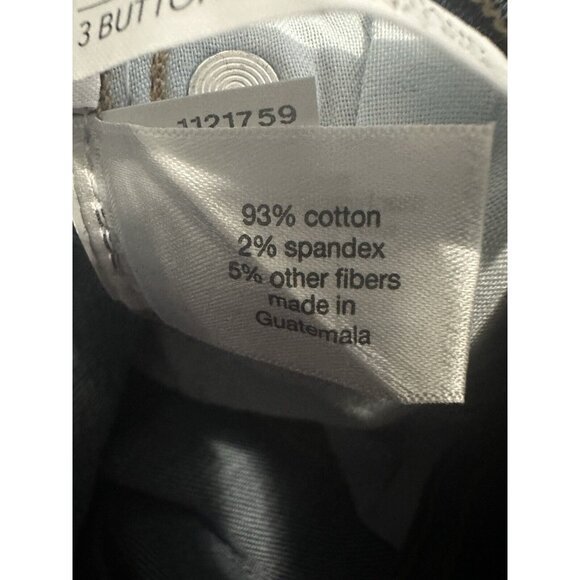 3 BUTTO
1121759
93% cotton
2% spandex
5% other fibers
made in
Guatemala